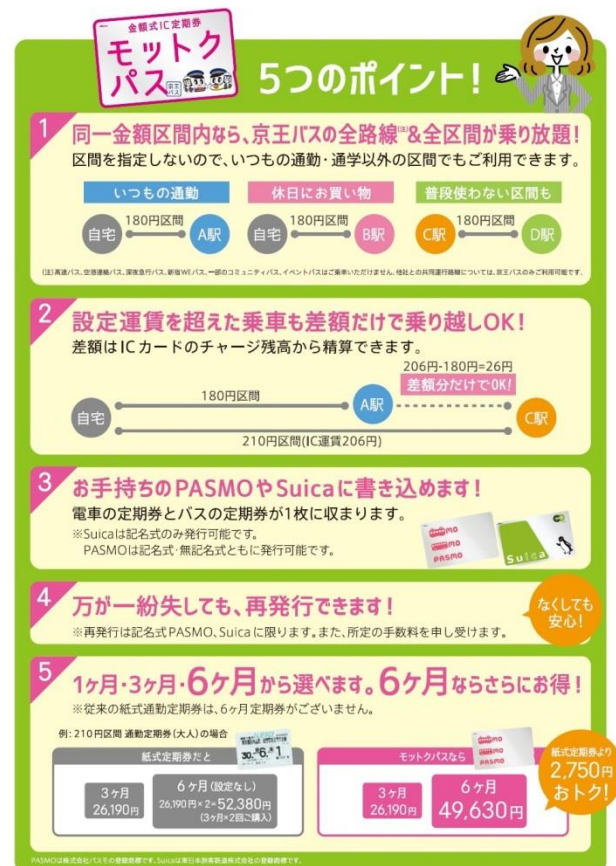 金額式IC定期券
モットク
パス
京王
バス
5つのポイント!
1
同一金額区間内なら、京王バスの全路線(注)&全区間が乗り放題!
区間を指定しないので、いつもの通勤・通学以外の区間でもご利用できます。
いつもの通勤
休日にお買い物
普段使わない区間も
自宅 180円区間 A駅
自宅 180円区間 B駅
C駅 180円区間 D駅
(注)高速バス、空港連絡バス、深夜急行バス、新宿WEバス、一部のコミュニティバス、イベントバスはご乗車いただけません。他社との共同運行路線については、京王バスのみご利用可能です。
2
設定運賃を超えた乗車も差額だけで乗り越しOK!
差額はICカードのチャージ残高から精算できます。
206円-180円=26円
差額分だけでOK!
180円区間
自宅
A駅
C駅
210円区間(IC運賃206円)
3
お手持ちのPASMOやSuicaに書き込めます!
電車の定期券とバスの定期券が1枚に収まります。
※Suicaは記名式のみ発行可能です。
PASMOは記名式・無記名式ともに発行可能です。
PASMO
Suica
4
万が一紛失しても、再発行できます!
※再発行は記名式PASMO、Suicaに限ります。また、所定の手数料を申し受けます。
なくしても
安心!
5
1ヶ月・3ヶ月・6ヶ月から選べます。6ヶ月ならさらにお得!
※従来の紙式通勤定期券は、6ヶ月定期券がございません。
例:210円区間 通勤定期券(大人)の場合
紙式定期券だと
3ヶ月
26,190円
6ヶ月(設定なし)
26,190円×2=52,380円
(3ヶ月×2回ご購入)
モットクパスなら
3ヶ月
26,190円
6ヶ月
49,630円
紙式定期券より
2,750円
おトク!
PASMOは株式会社パスモの登録商標です。Suicaは東日本旅客鉄道株式会社の登録商標です。